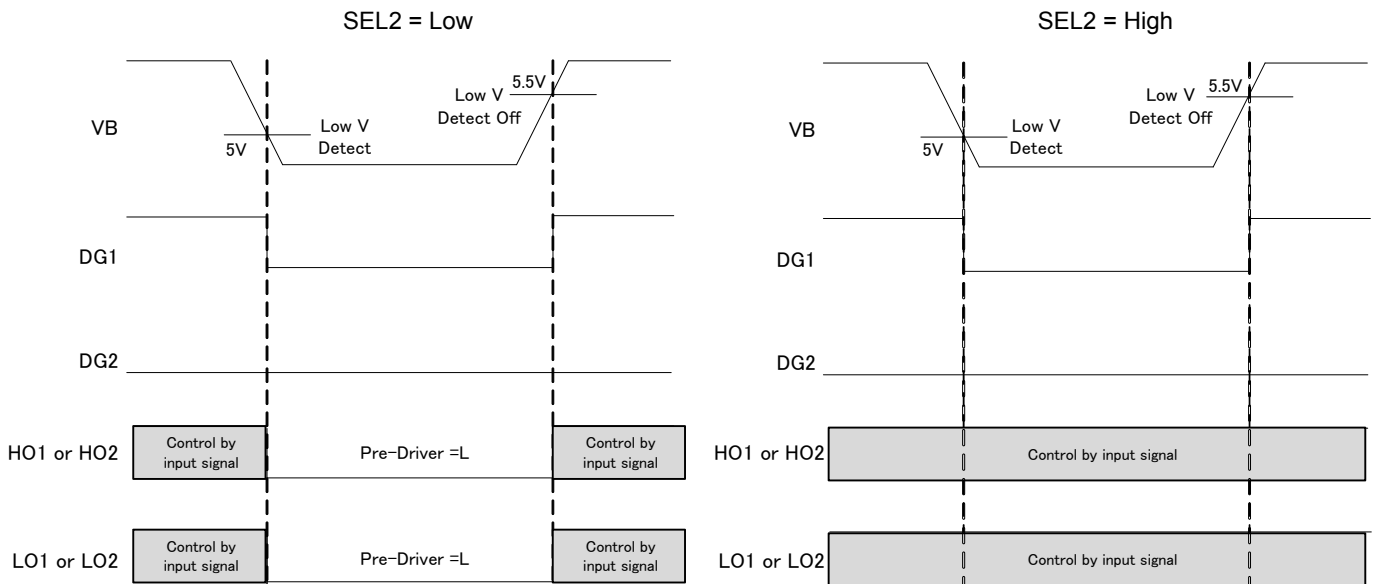 SEL2 = Low
VB
5V
Low V
Detect
Low V
Detect Off
5.5V
DG1
DG2
HO1 or HO2
Control by
input signal
Pre-Driver =L
Control by
input signal
LO1 or LO2
Control by
input signal
Pre-Driver =L
Control by
input signal
SEL2 = High
VB
5V
Low V
Detect
Low V
Detect Off
5.5V
DG1
DG2
HO1 or HO2
Control by input signal
LO1 or LO2
Control by input signal